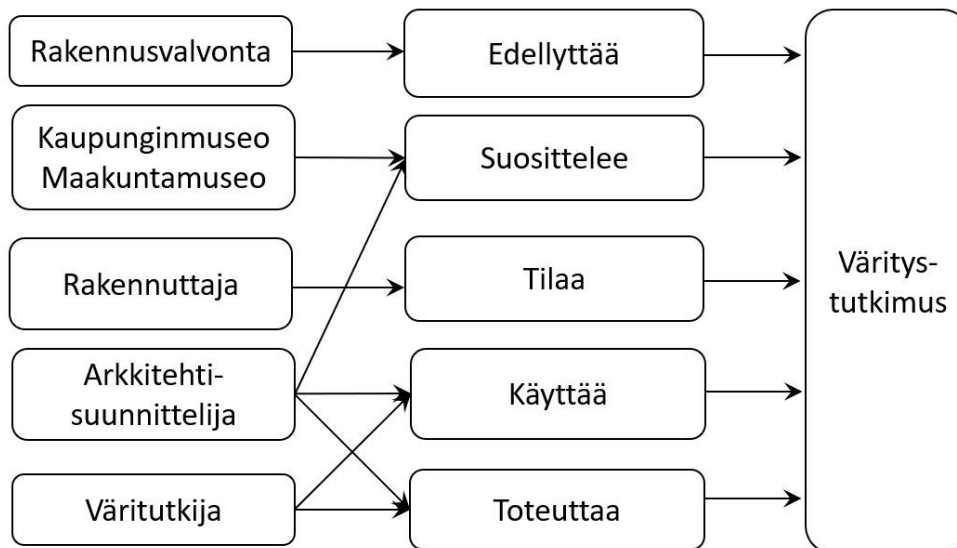 Rakennusvalvonta
Edellyttää
Kaupunginmuseo
Maakuntamuseo
Suosittelee
Rakennuttaja
Tilaa
Väritys-
tutkimus
Arkkitehti-
suunnittelija
Käyttää
Väritutkija
Toteuttaa